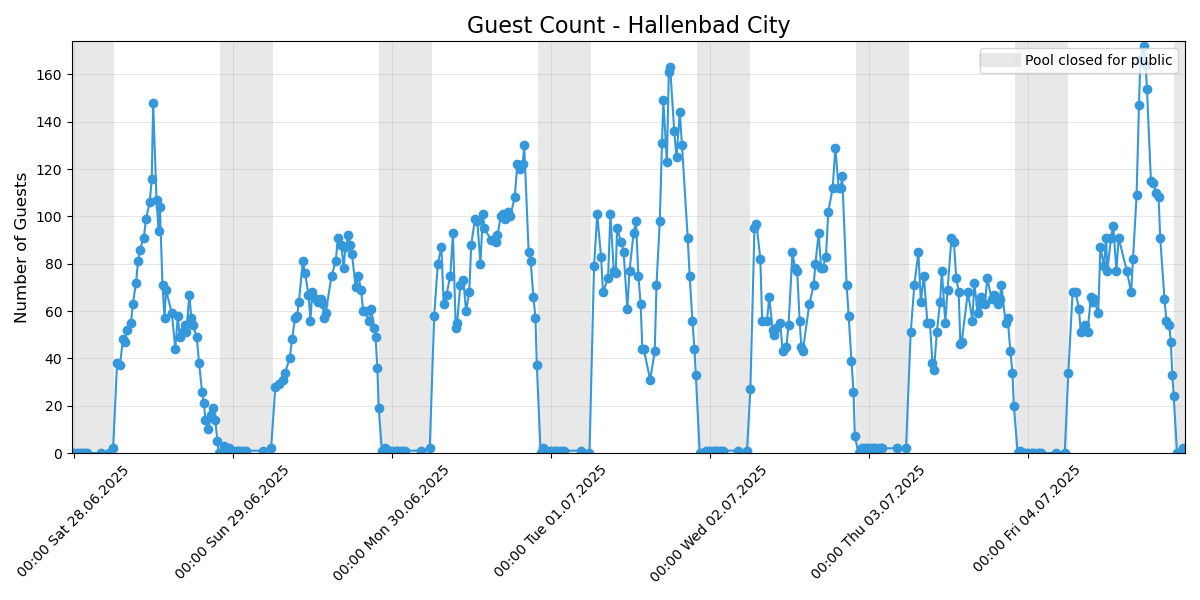 Guest Count - Hallenbad City
Pool closed for public
Number of Guests
160
140
120
100
80
60
40
20
0
00:00 Sat 28.06.2025
00:00 Sun 29.06.2025
00:00 Mon 30.06.2025
00:00 Tue 01.07.2025
00:00 Wed 02.07.2025
00:00 Thu 03.07.2025
00:00 Fri 04.07.2025